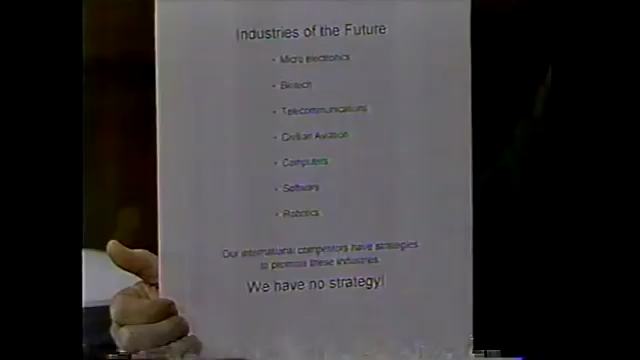 Industries of the Future
• Micro electronics
• Biotech
• Telecommunications
• Civilian Aviation
• Computers
• Software
• Robotics
Our international competitors have strategies
to promote these industries.
We have no strategy!